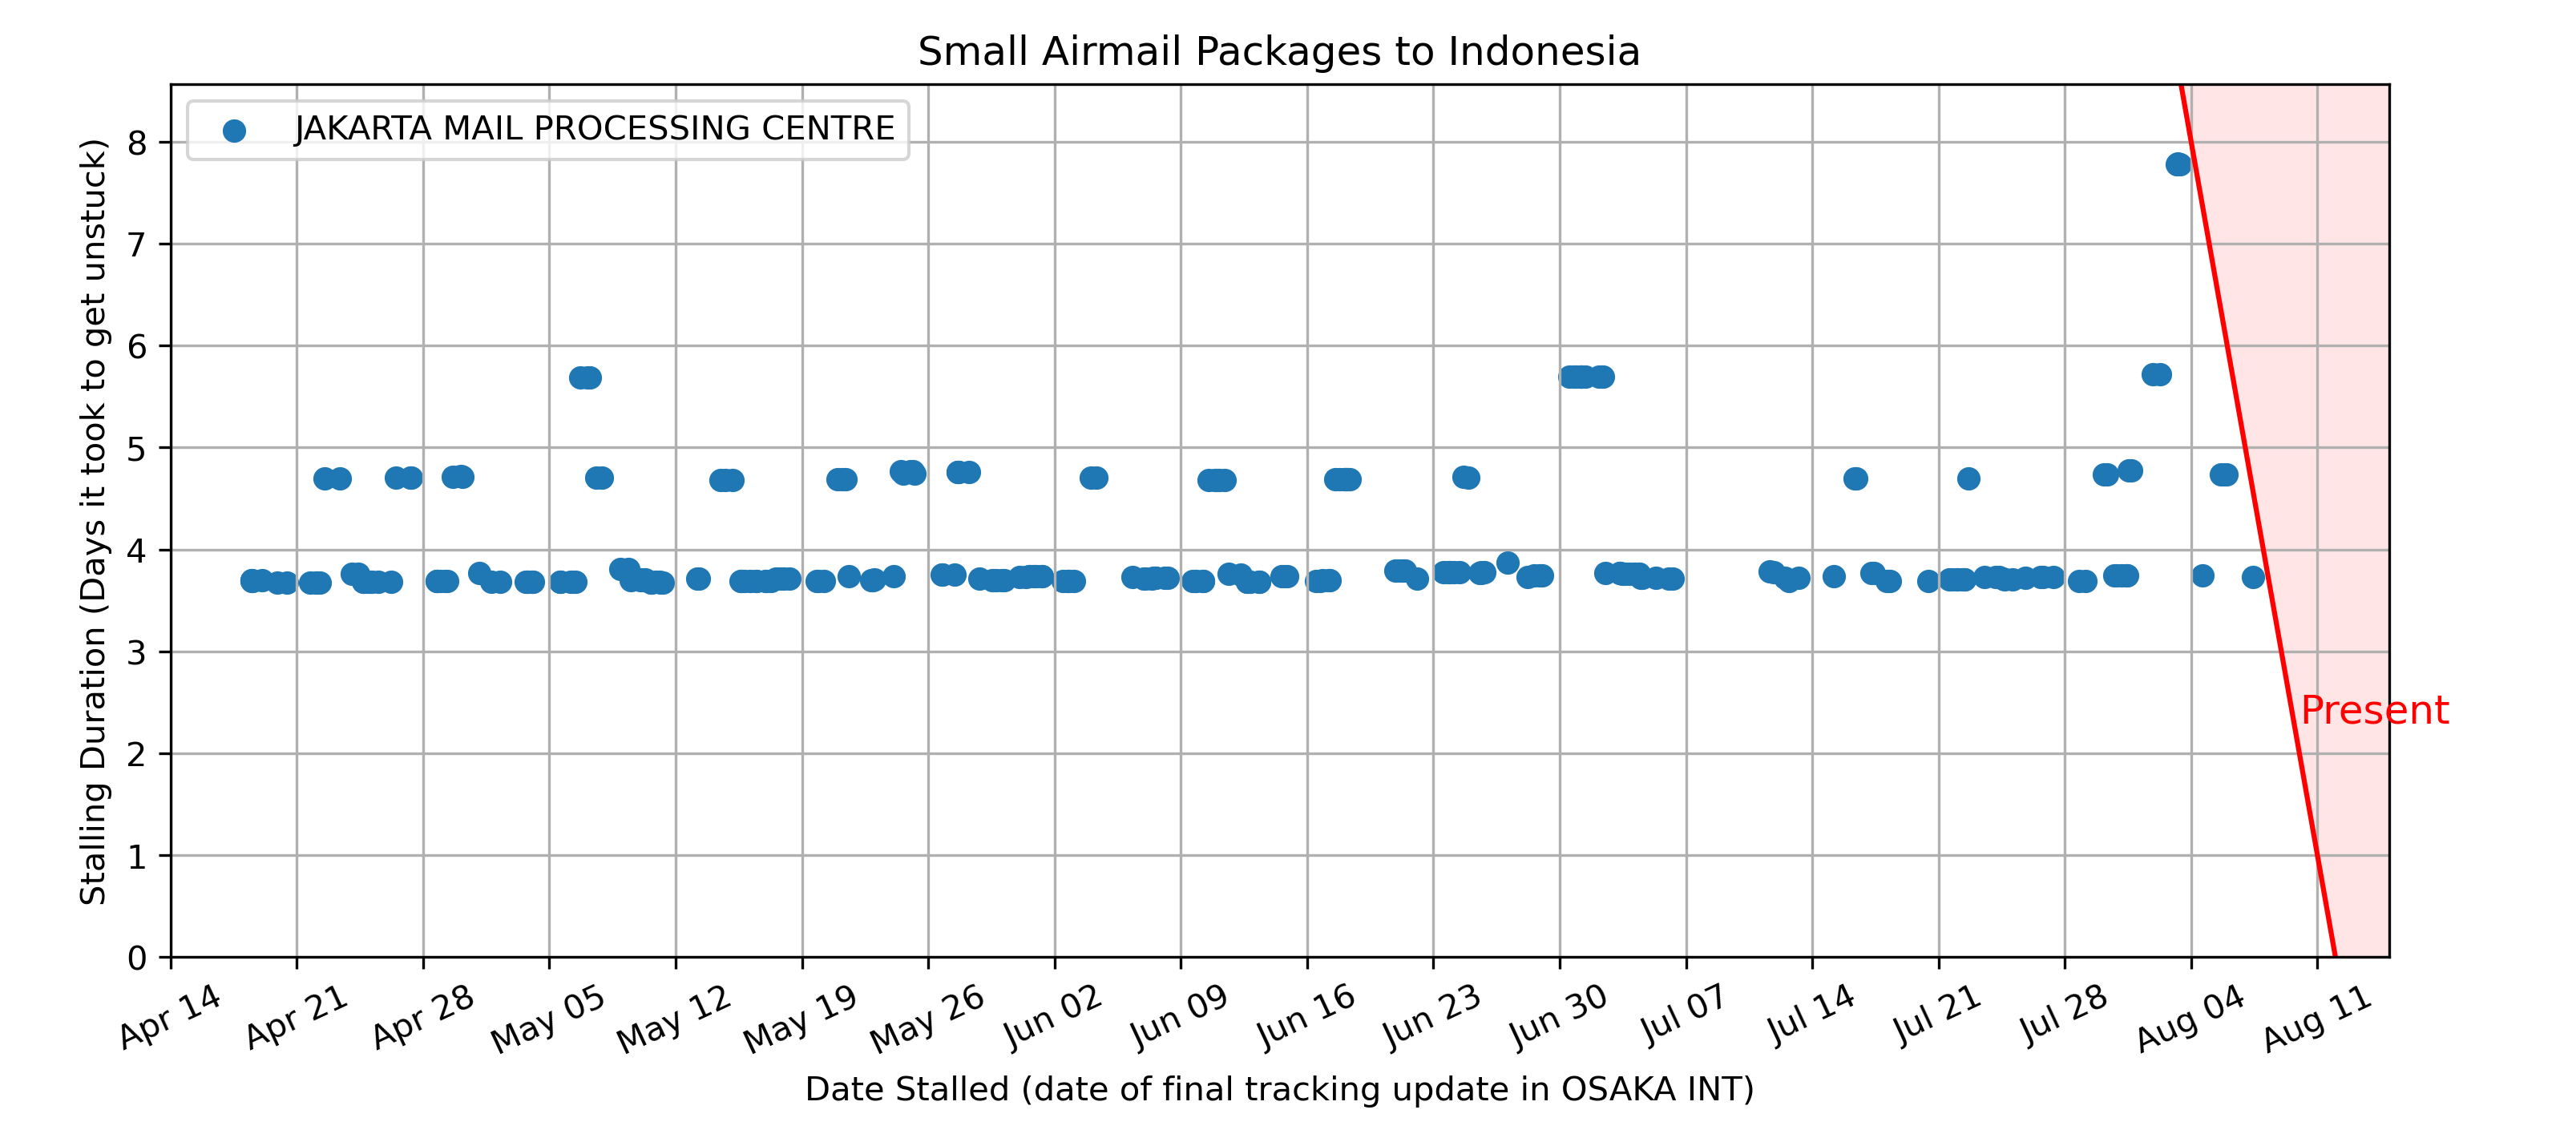 Small Airmail Packages to Indonesia
JAKARTA MAIL PROCESSING CENTRE
Stalling Duration (Days it took to get unstuck)
8
7
6
5
4
3
2
1
0
Present
Apr 14
Apr 21
Apr 28
May 05
May 12
May 19
May 26
Jun 02
Jun 09
Jun 16
Jun 23
Jun 30
Jul 07
Jul 14
Jul 21
Jul 28
Aug 04
Aug 11
Date Stalled (date of final tracking update in OSAKA INT)